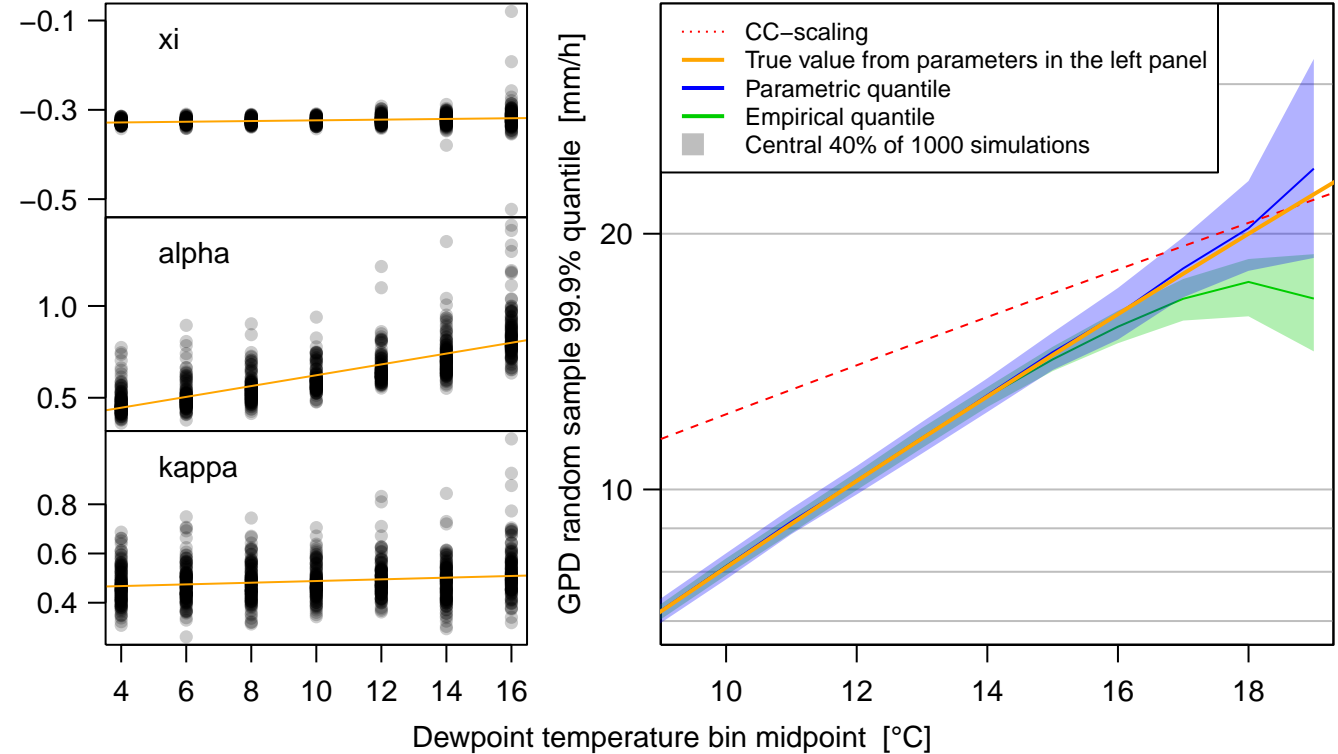 xi
−0.1
−0.3
−0.5
alpha
1.0
0.5
kappa
0.8
0.6
0.4
4 6 8 10 12 14 16
GPD random sample 99.9% quantile [mm/h]
CC−scaling
True value from parameters in the left panel
Parametric quantile
Empirical quantile
Central 40% of 1000 simulations
20
10
10 12 14 16 18
Dewpoint temperature bin midpoint [°C]